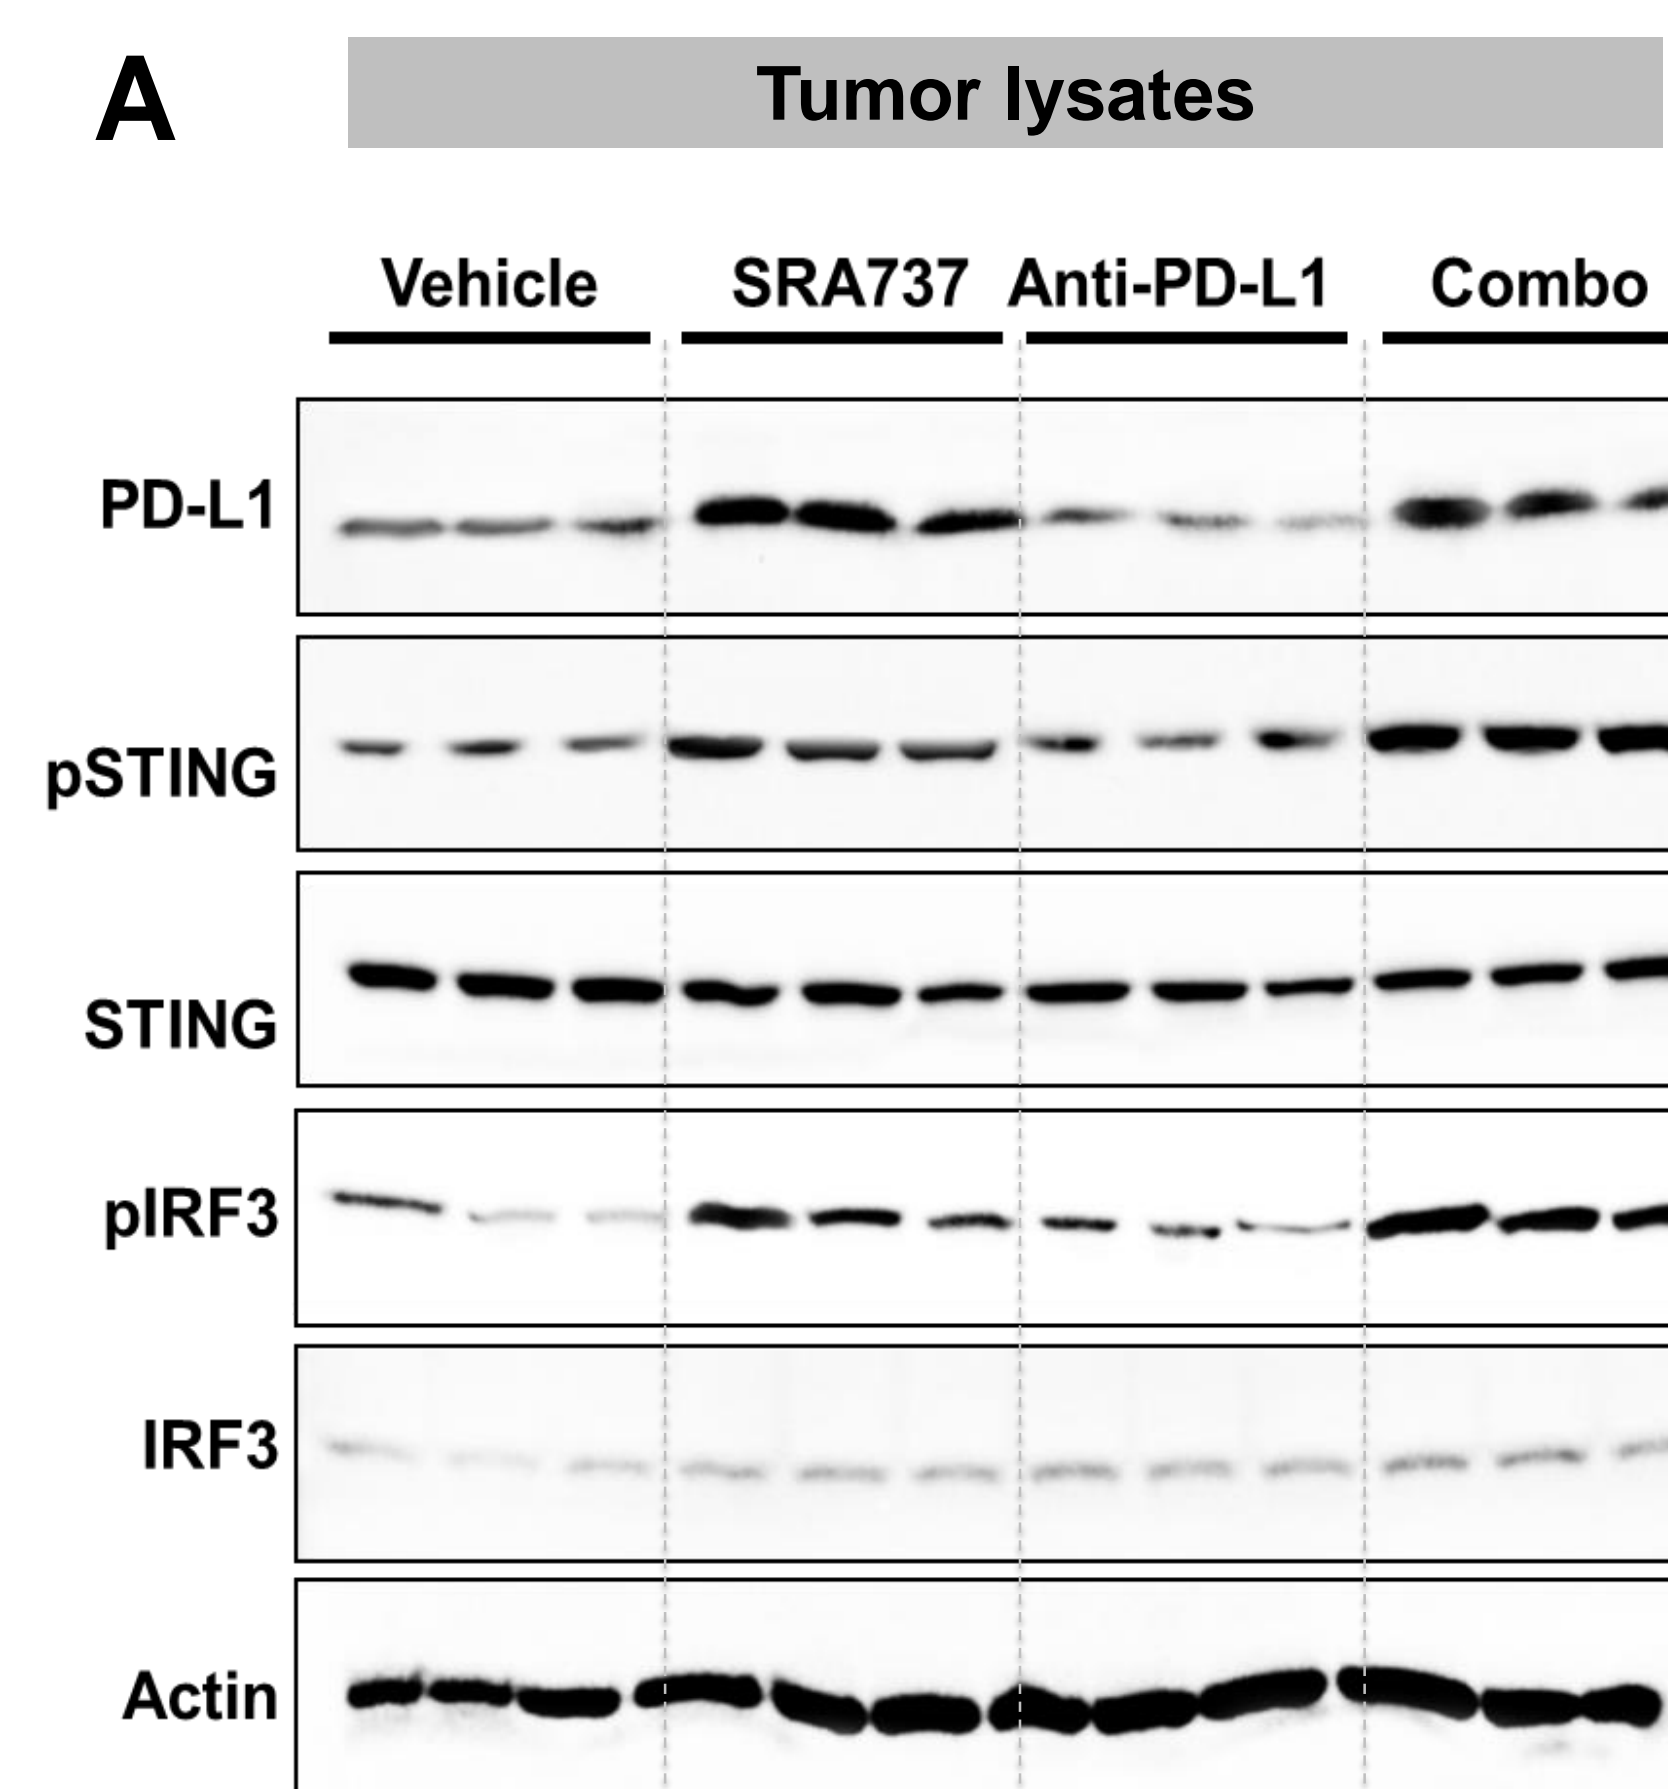 A
Tumor lysates
Vehicle SRA737 Anti-PD-L1 Combo
PD-L1
pSTING
STING
pIRF3
IRF3
Actin